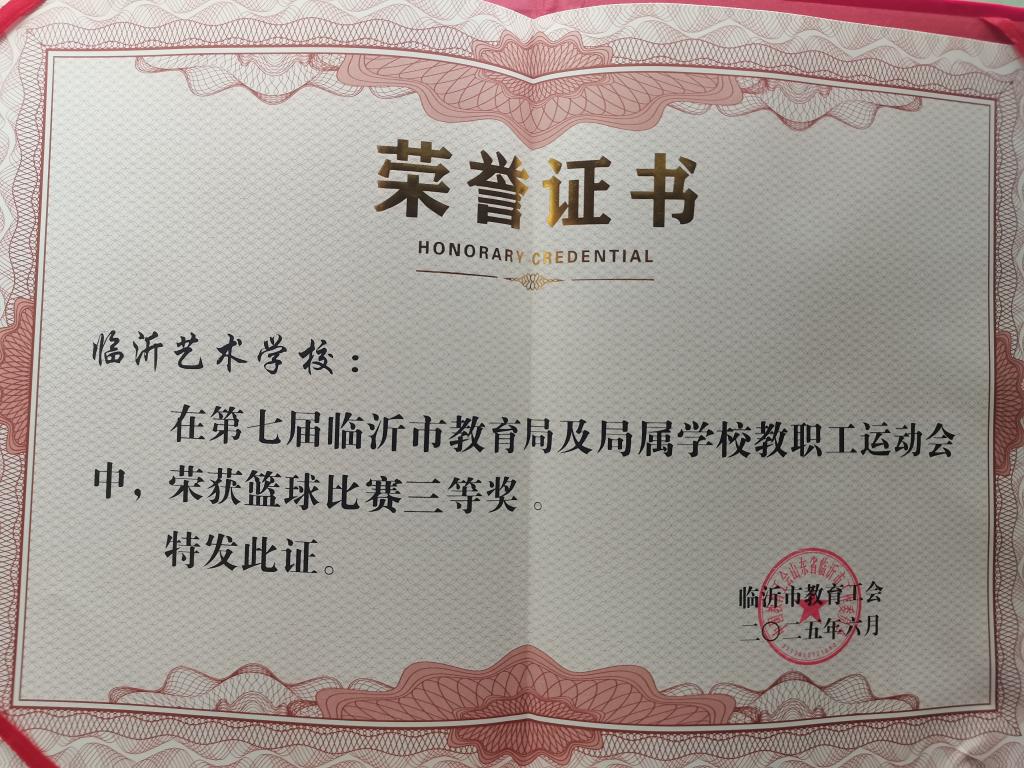 荣誉证书
HONORARY CREDENTIAL
临沂艺术学校：
在第七届临沂市教育局及局属学校教职工运动会
中，荣获篮球比赛三等奖。
特发此证。
临沂市教育工会
二〇二五年六月